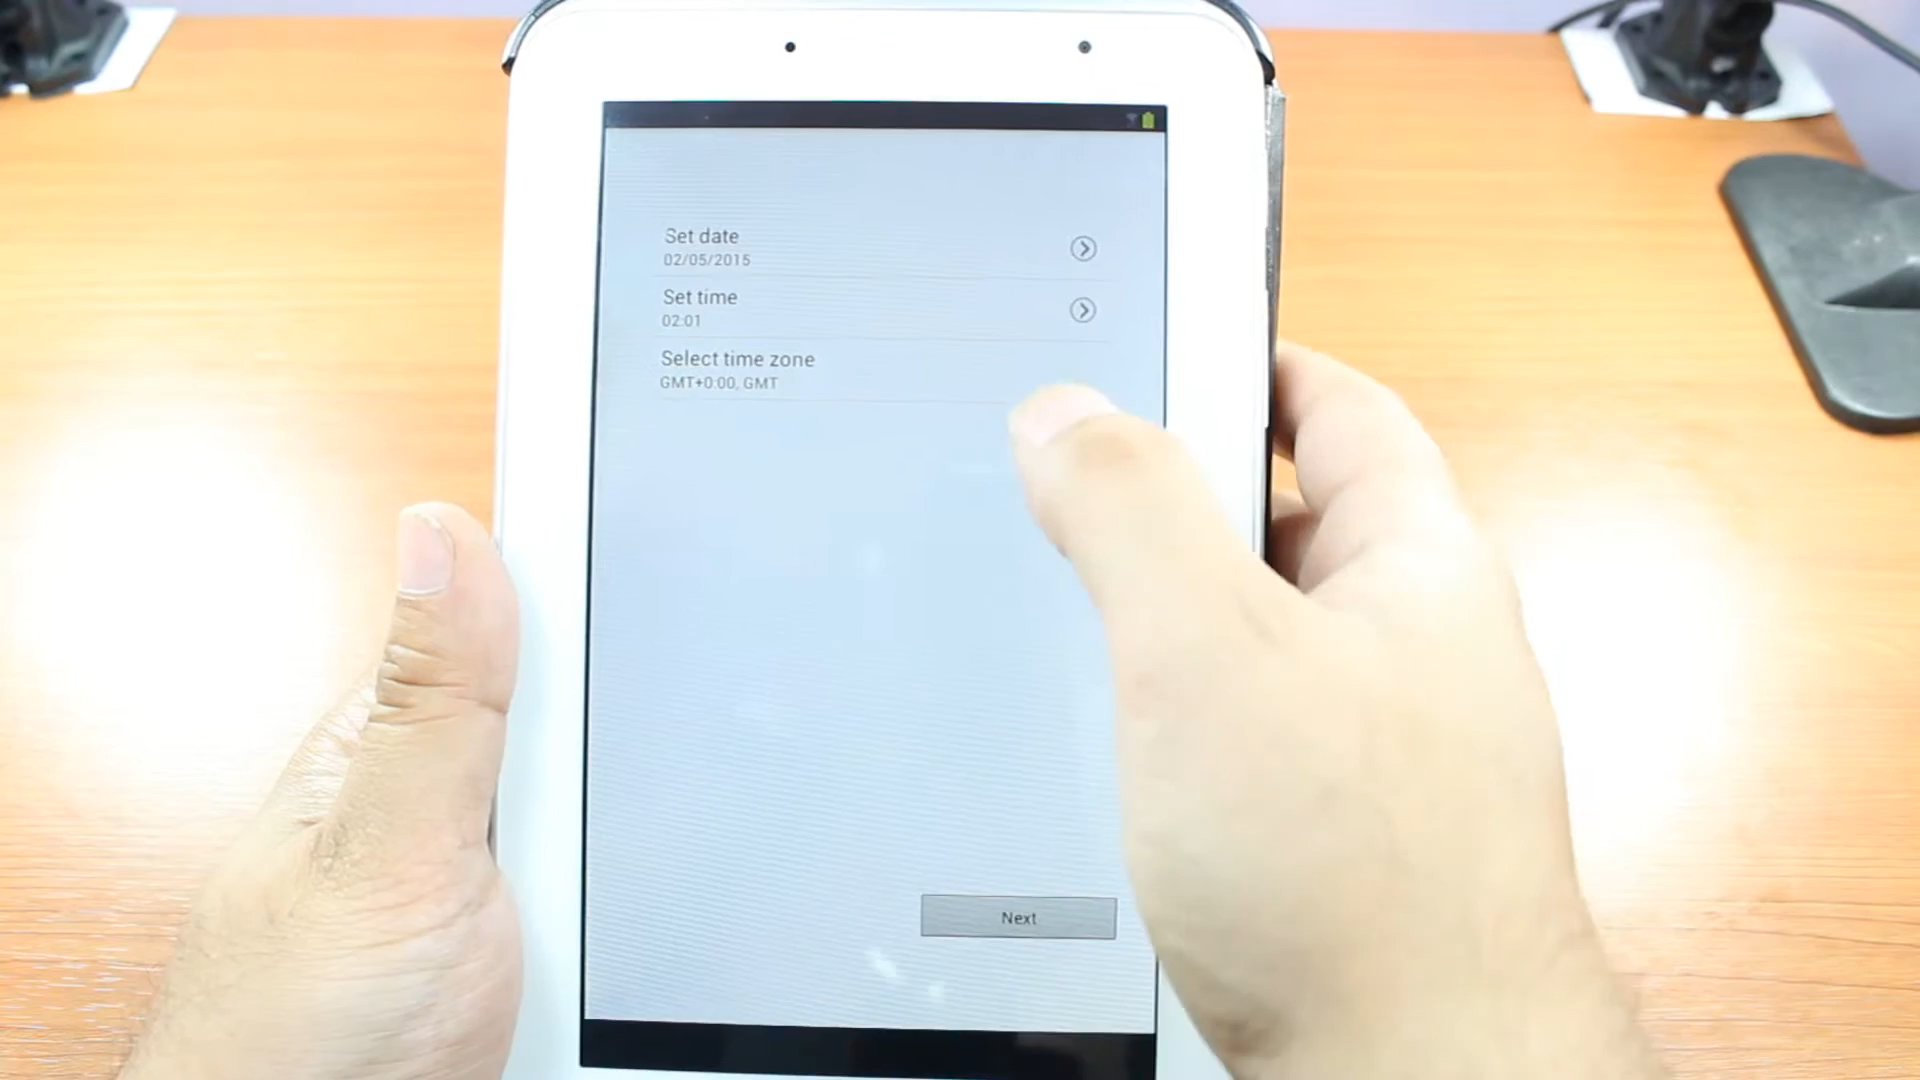 Set date
02/05/2015
Set time
02:01
Select time zone
GMT+0:00, GMT
Next